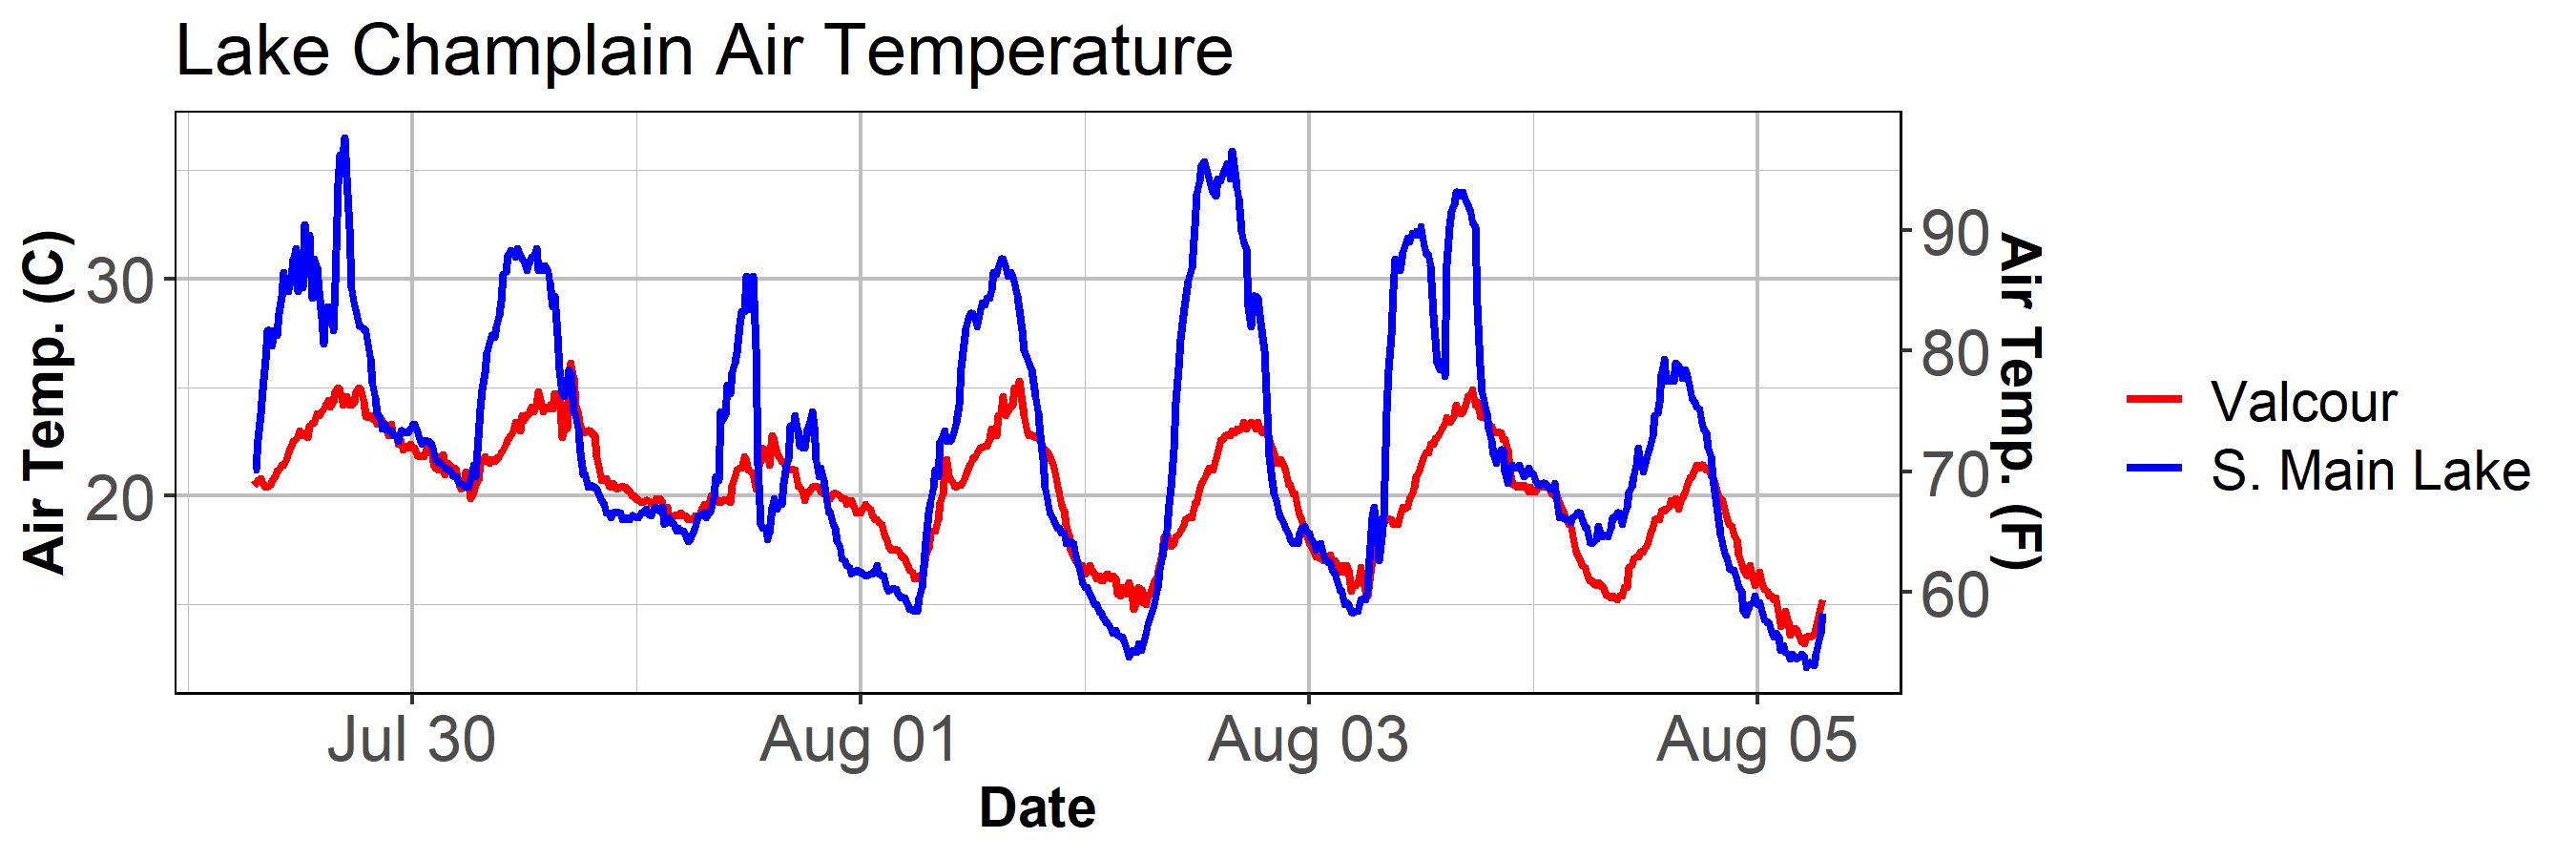 Lake Champlain Air Temperature
Air Temp. (C)
30
20
90
80
70
60
Air Temp. (F)
Jul 30
Aug 01
Aug 03
Aug 05
Date
Valcour
S. Main Lake